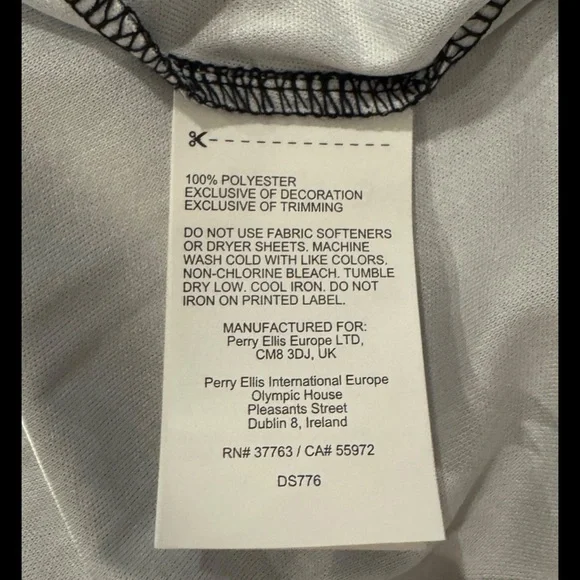 100% POLYESTER
EXCLUSIVE OF DECORATION
EXCLUSIVE OF TRIMMING
DO NOT USE FABRIC SOFTENERS
OR DRYER SHEETS. MACHINE
WASH COLD WITH LIKE COLORS.
NON-CHLORINE BLEACH. TUMBLE
DRY LOW. COOL IRON. DO NOT
IRON ON PRINTED LABEL.
MANUFACTURED FOR:
Perry Ellis Europe LTD,
CM8 3DJ, UK
Perry Ellis International Europe
Olympic House
Pleasants Street
Dublin 8, Ireland
RN# 37763 / CA# 55972
DS776